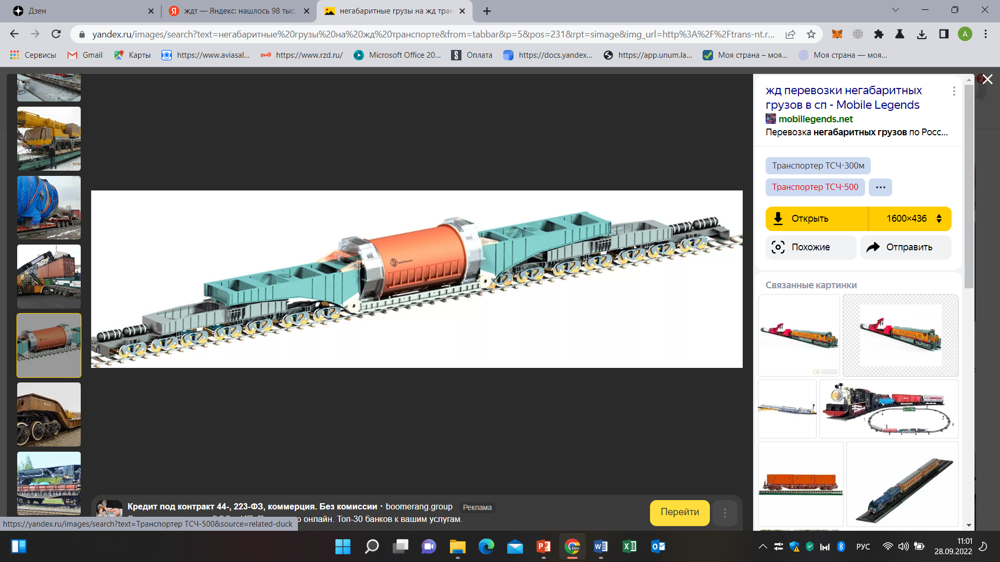 Дзен
ждт — Яндекс: нашлось 98 тыс.
негабаритные грузы на жд тран
yandex.ru/images/search?text=негабаритные%20грузы%20на%20жд%20транспорте&from=tabbar&p=5&pos=231&rpt=simage&img_url=http%3A%2F%2Ftrans-nt.r...
A
Сервисы
Gmail
Карты
https://www.aviasal...
https://www.rzd.ru/
Microsoft Office 20...
Оплата
https://docs.yandex...
https://app.unum.la...
Моя страна – моя...
Моя страна — моя...
жд перевозки негабаритных
грузов в сп - Mobile Legends
mobillegends.net
Перевозка негабаритных грузов по Росс...
Транспортер ТСЧ-300м
Транспортер ТСЧ-500
Открыть
1600×436
Похожие
Отправить
Связанные картинки
Кредит под контракт 44-, 223-ФЗ, коммерция. Без комиссии · boomerang.group
Реклама
онлайн. Топ-30 банков к вашим услугам.
Перейти
https://yandex.ru/images/search?text=Транспортер ТСЧ-500&source=related-duck
Dev
РУС
11:01
28.09.2022